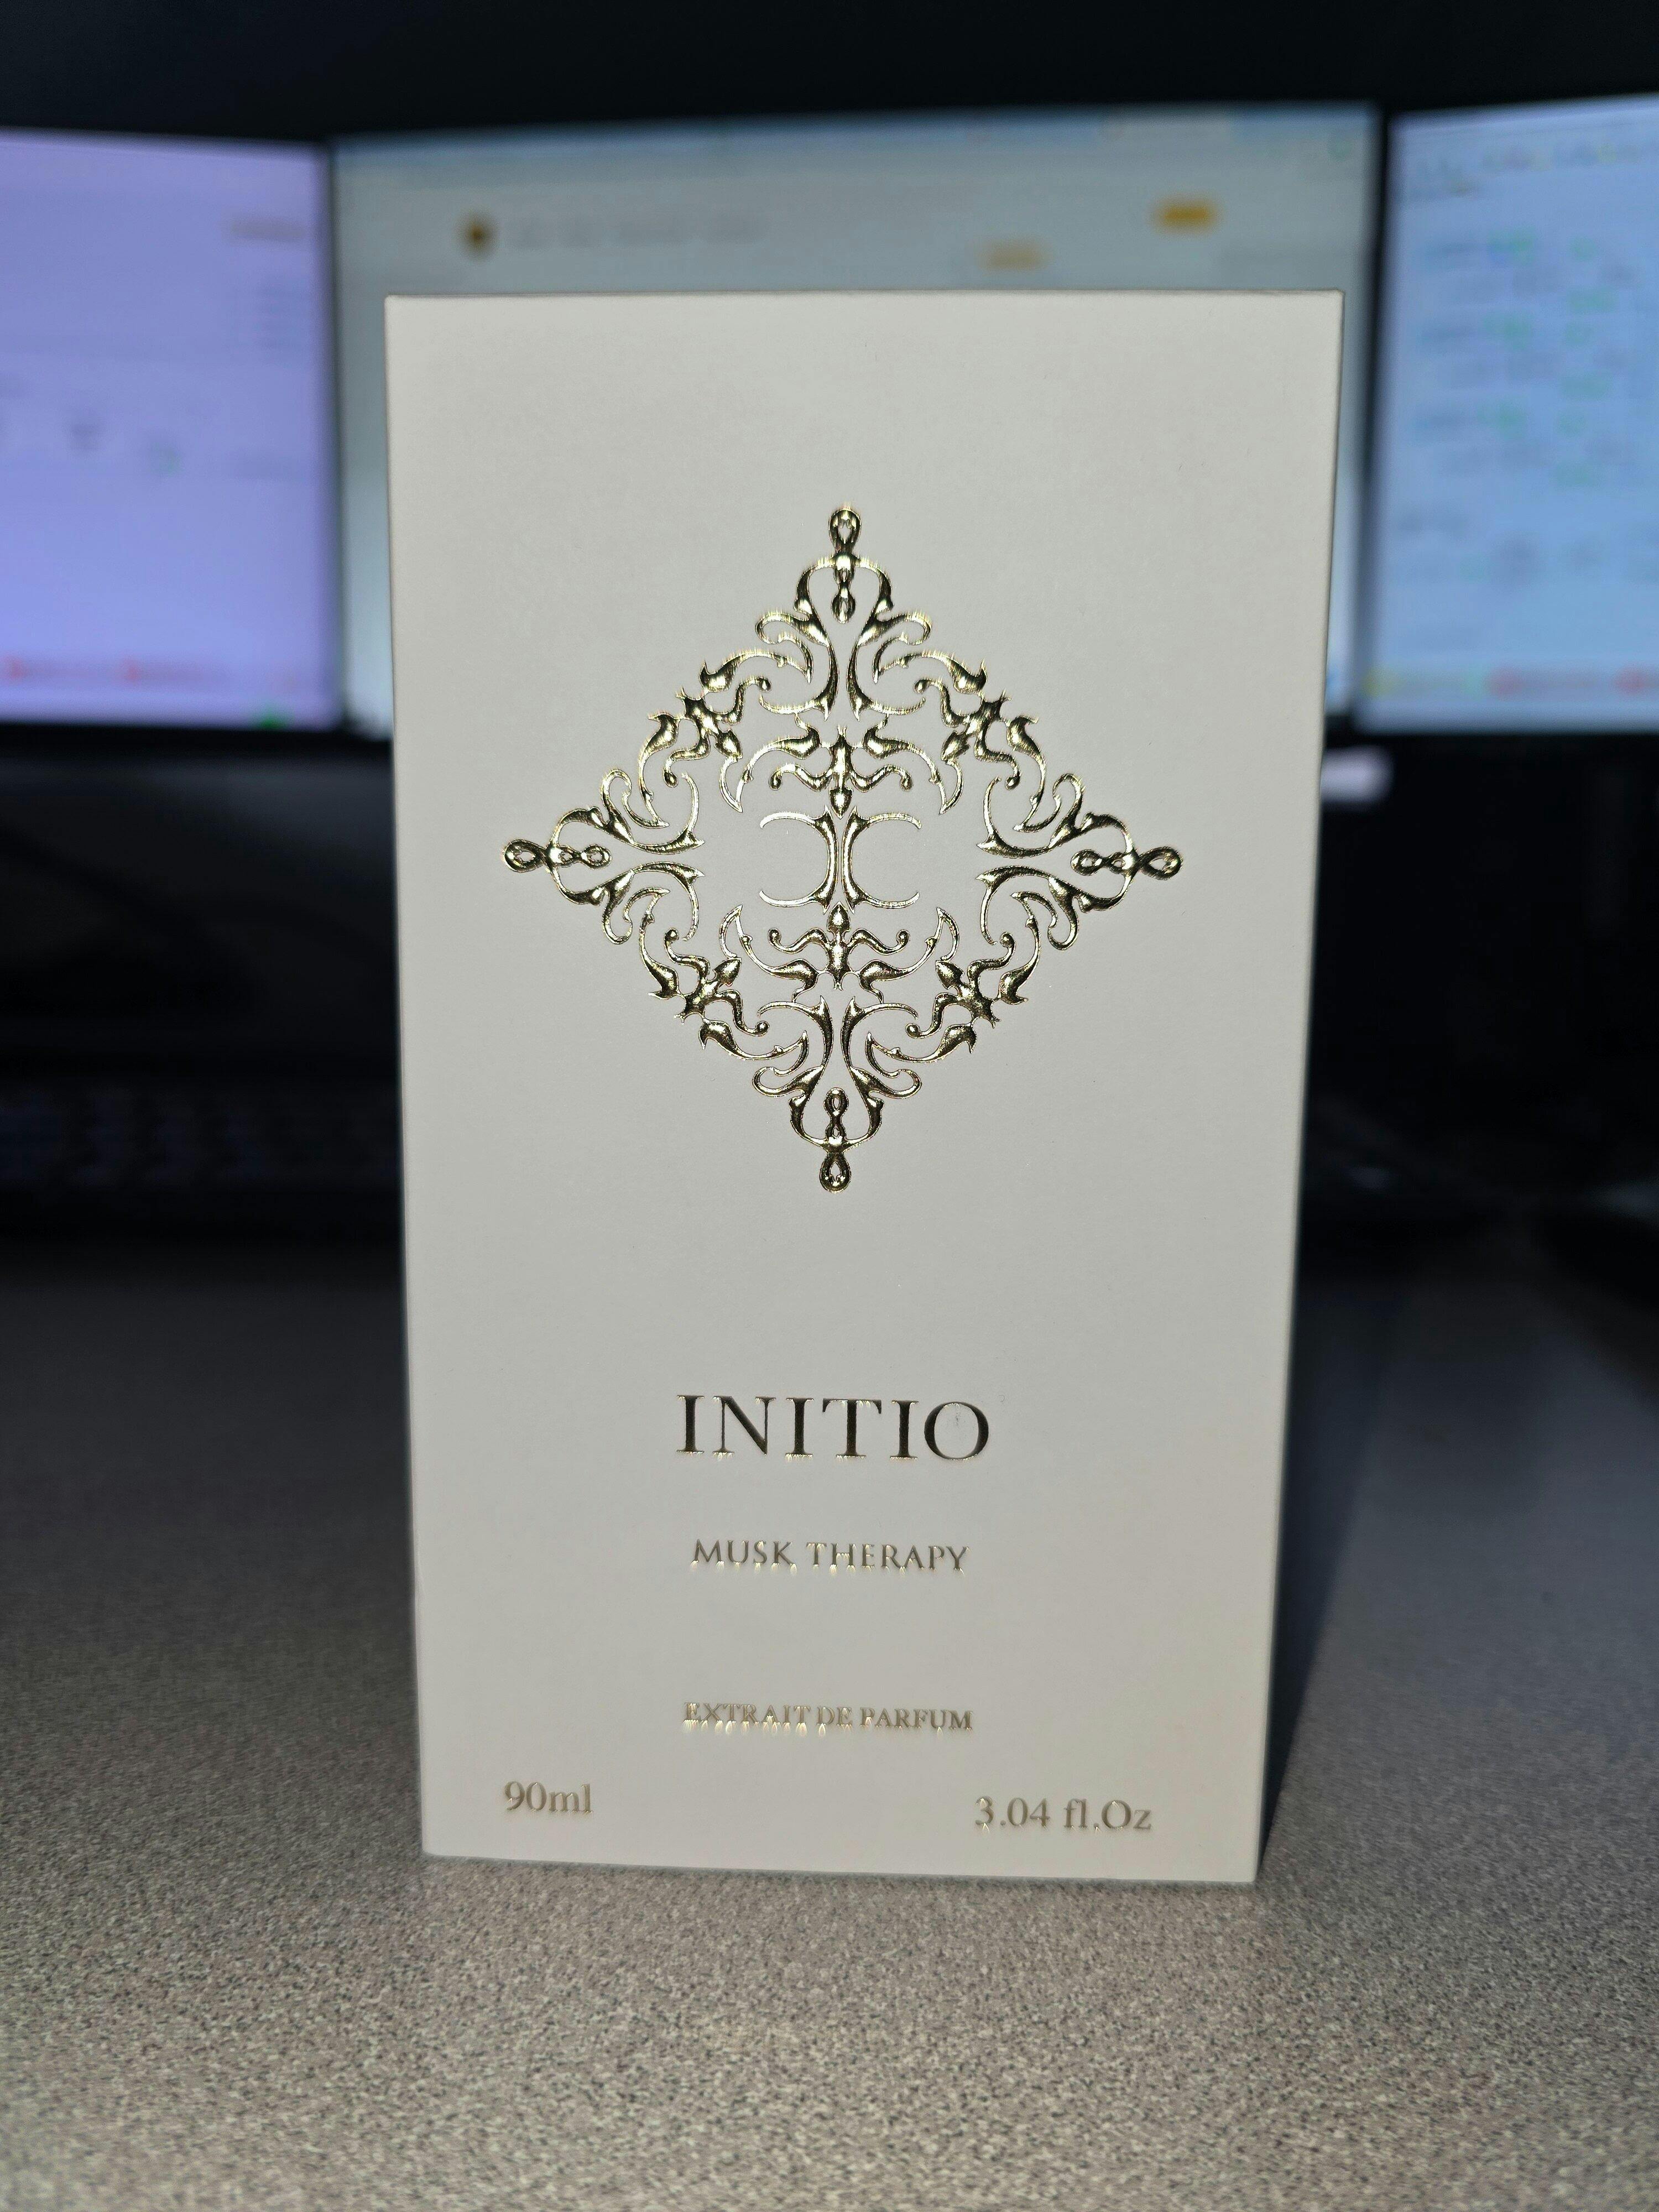 INITIO
MUSK THERAPY
EXTRAIT DE PARFUM
90ml 3.04 fl.Oz